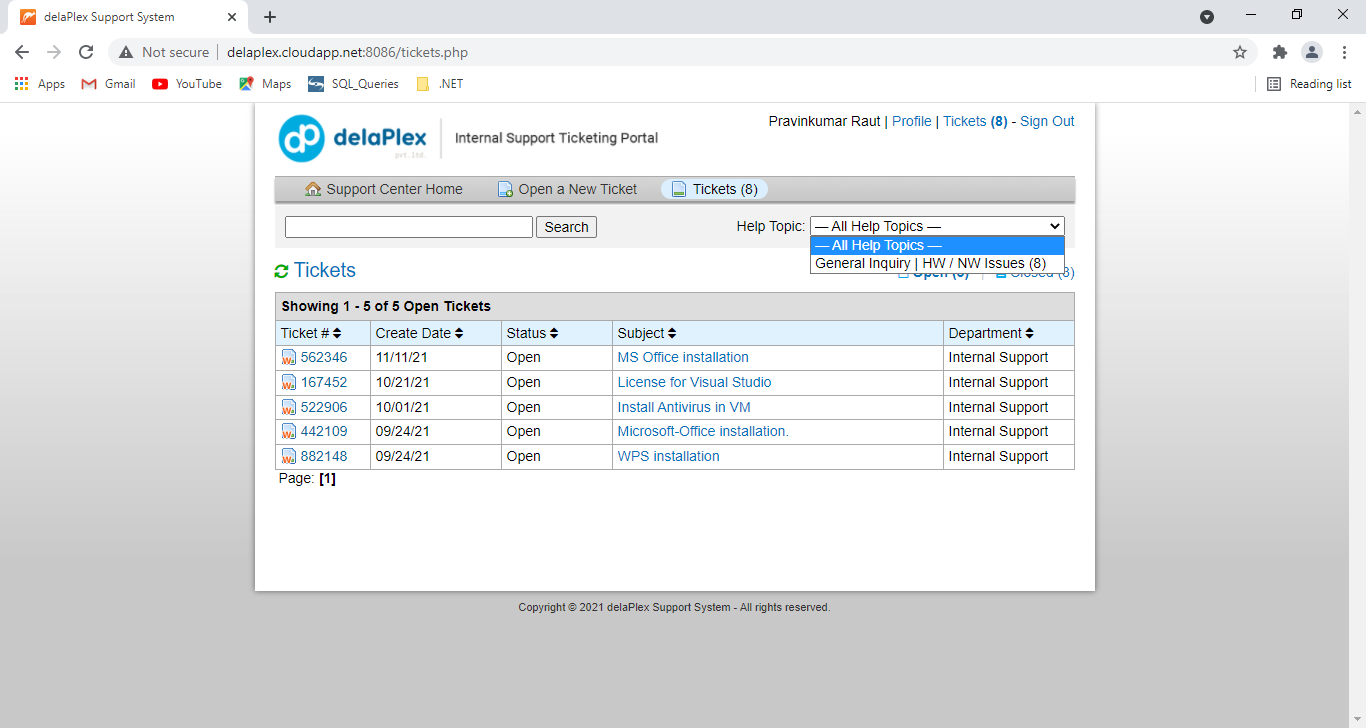 delaPlex Support System
Not secure | delaplex.cloudapp.net:8086/tickets.php
Apps Gmail YouTube Maps SQL_Queries .NET Reading list
delaPlex pvt.ltd. Internal Support Ticketing Portal
Pravinkumar Raut | Profile | Tickets (8) - Sign Out
Support Center Home Open a New Ticket Tickets (8)
Search Help Topic: — All Help Topics —
— All Help Topics —
General Inquiry | HW / NW Issues (8)
Tickets
Showing 1 - 5 of 5 Open Tickets
Ticket # Create Date Status Subject Department
562346 11/11/21 Open MS Office installation Internal Support
167452 10/21/21 Open License for Visual Studio Internal Support
522906 10/01/21 Open Install Antivirus in VM Internal Support
442109 09/24/21 Open Microsoft-Office installation. Internal Support
882148 09/24/21 Open WPS installation Internal Support
Page: [1]
Copyright © 2021 delaPlex Support System - All rights reserved.